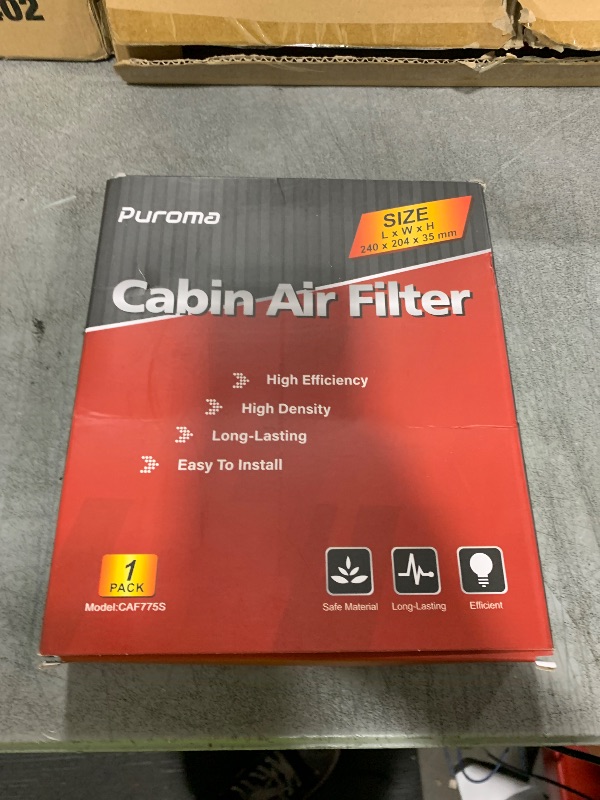 Puroma
SIZE
L x W x H
240 x 204 x 35 mm
Cabin Air Filter
High Efficiency
High Density
Long-Lasting
Easy To Install
1
PACK
Model:CAF775S
Safe Material
Long-Lasting
Efficient